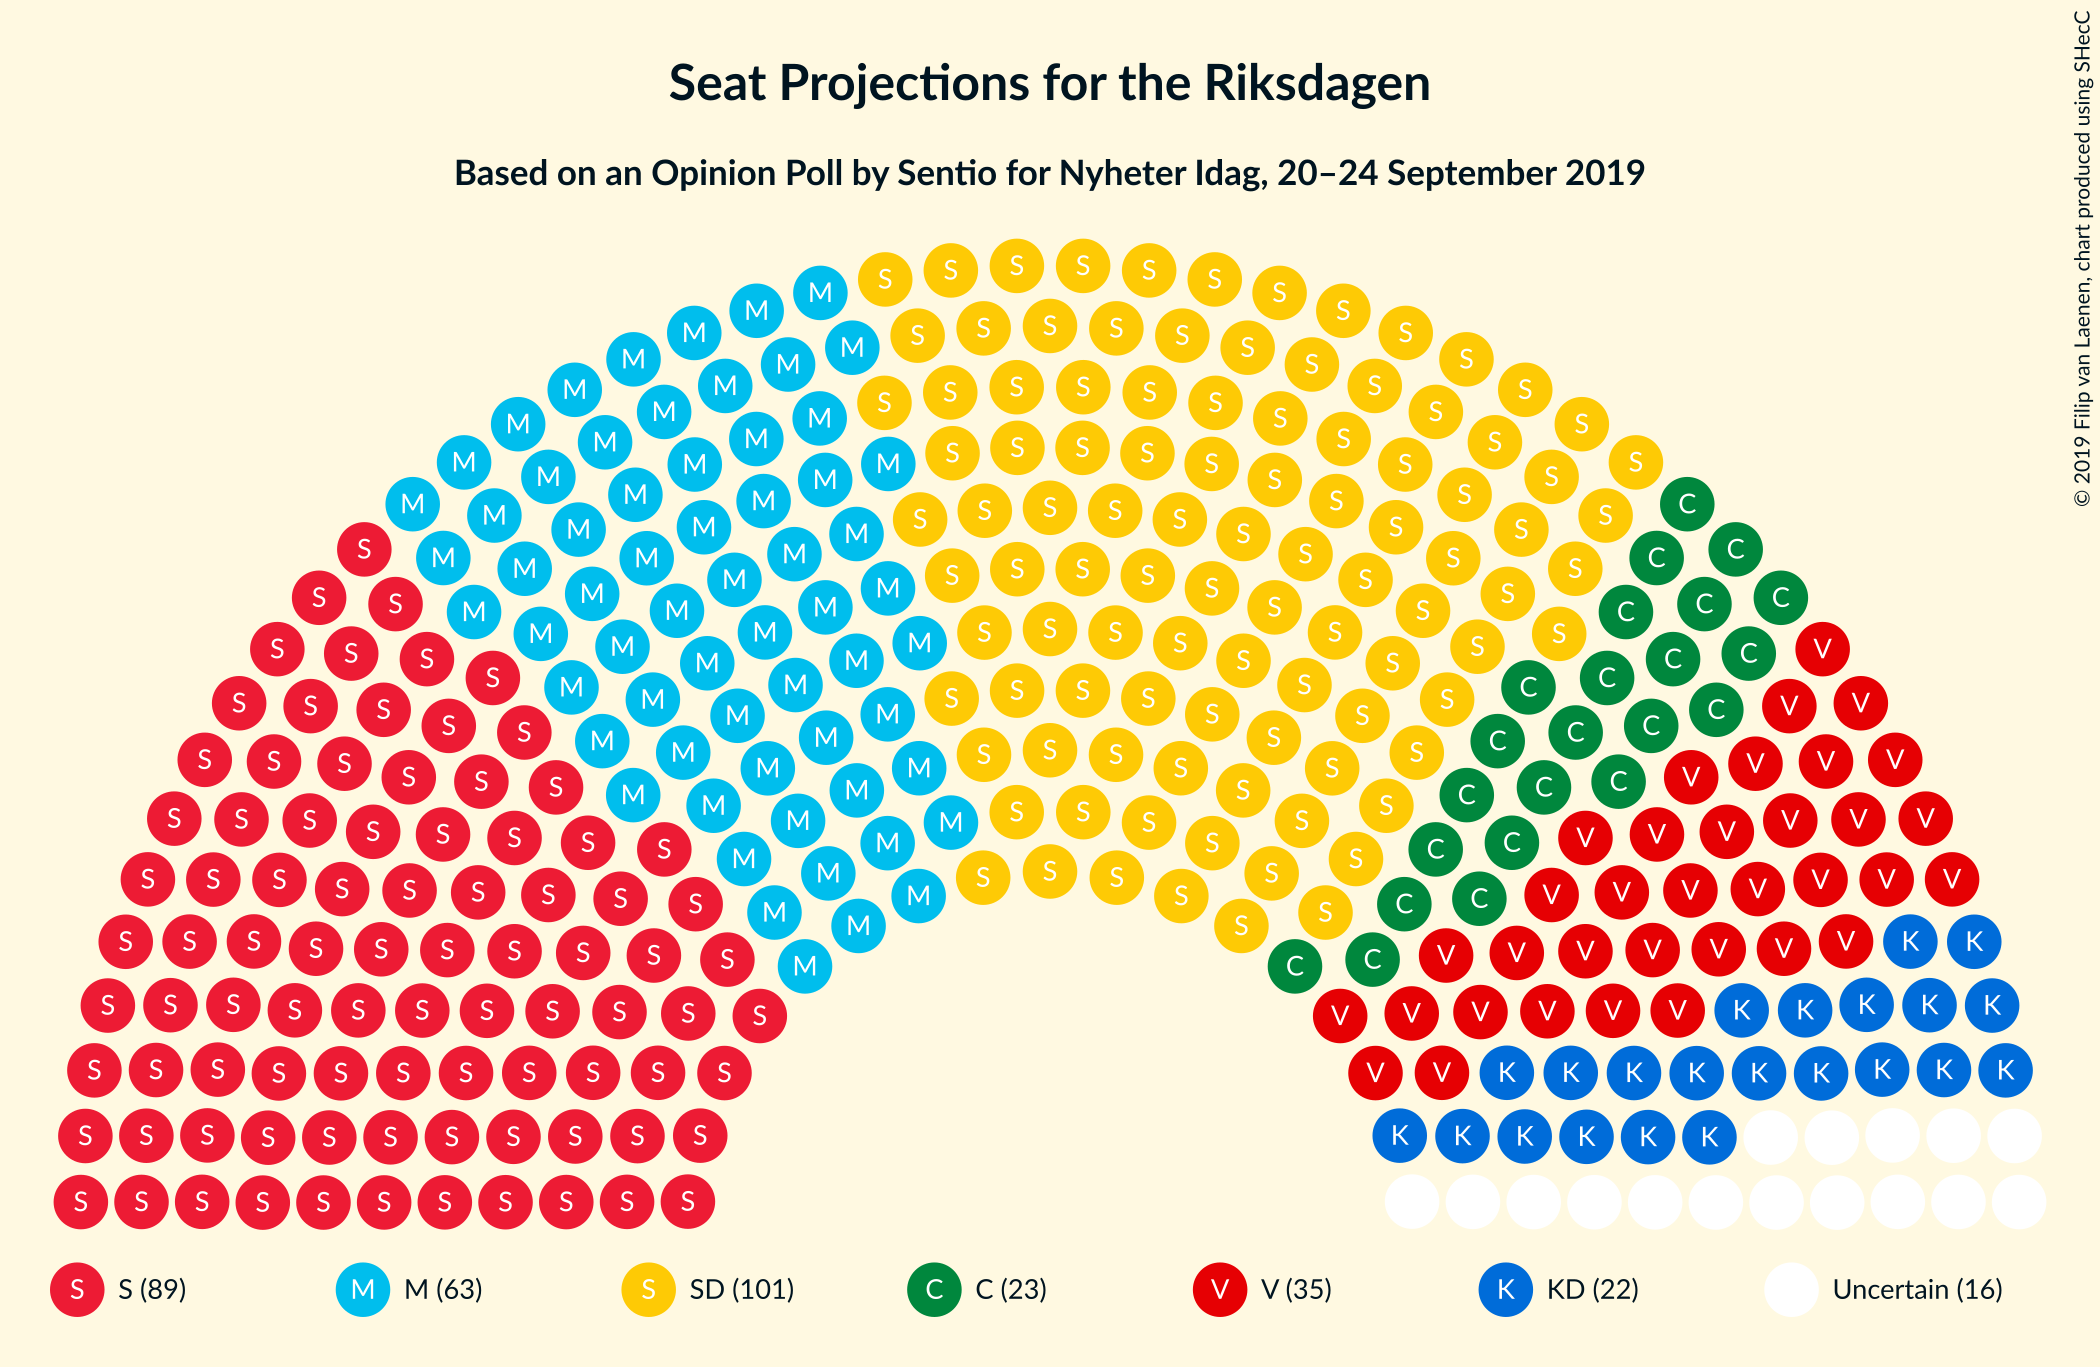 Seat Projections for the Riksdagen
Based on an Opinion Poll by Sentio for Nyheter Idag, 20–24 September 2019
© 2019 Filip van Laenen, chart produced using SHecC
S S (89) M M (63) S SD (101) C C (23) V V (35) K KD (22) Uncertain (16)